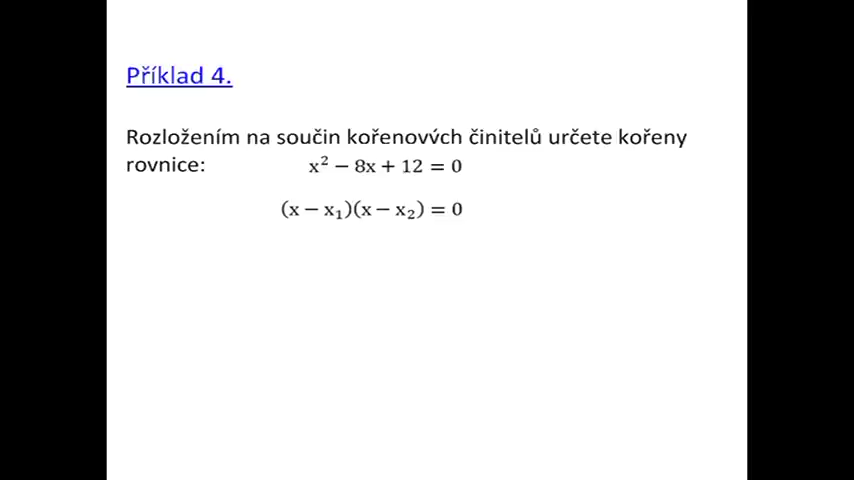 Příklad 4.
Rozložením na součin kořenových činitelů určete kořeny
rovnice: x² − 8x + 12 = 0
(x − x₁)(x − x₂) = 0